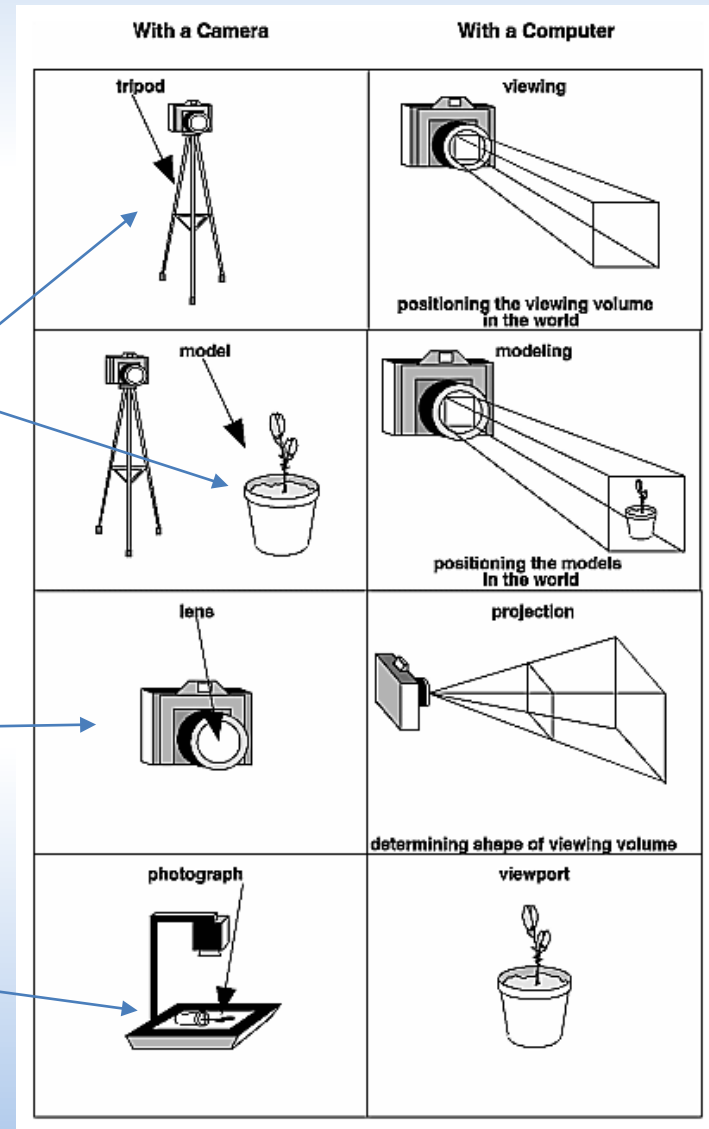 With a Camera
With a Computer
tripod
viewing
positioning the viewing volume
in the world
model
modeling
positioning the models
in the world
lens
projection
determining shape of viewing volume
photograph
viewport